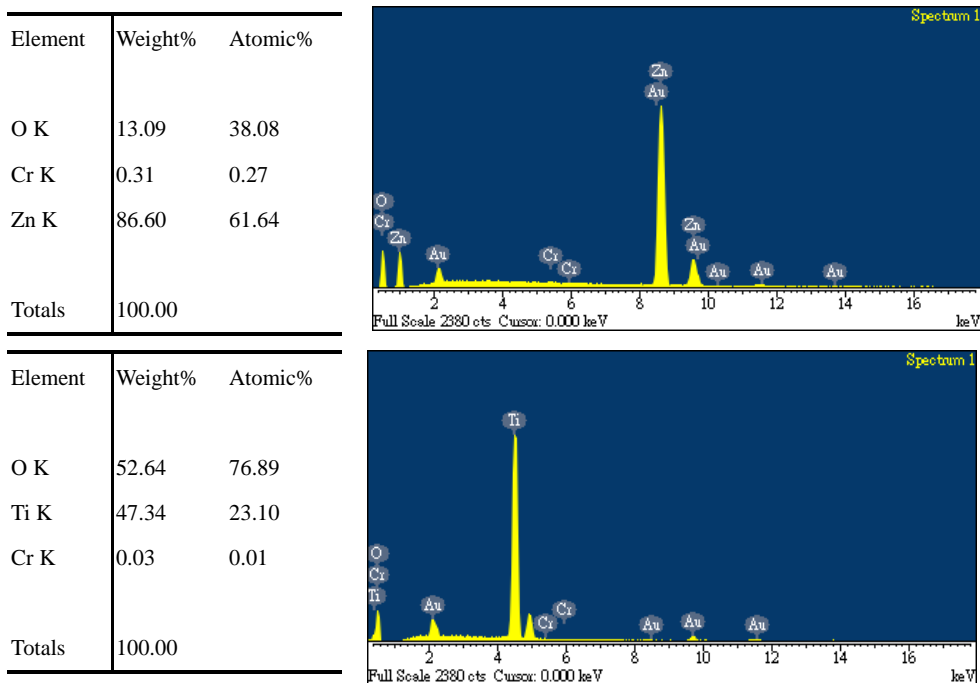 Element Weight% Atomic%
O K 13.09 38.08
Cr K 0.31 0.27
Zn K 86.60 61.64
Totals 100.00
Spectrum 1
Zn
Au
O
Cr
Zn
Au
Cr
Cr
Zn
Au
Au
Au
Au
2 4 6 8 10 12 14 16
Full Scale 2380 cts Cursor: 0.000 keV
keV
Element Weight% Atomic%
O K 52.64 76.89
Ti K 47.34 23.10
Cr K 0.03 0.01
Totals 100.00
Spectrum 1
Ti
O
Cr
Ti
Au
Cr
Cr
Au
Au
Au
2 4 6 8 10 12 14 16
Full Scale 2380 cts Cursor: 0.000 keV
keV